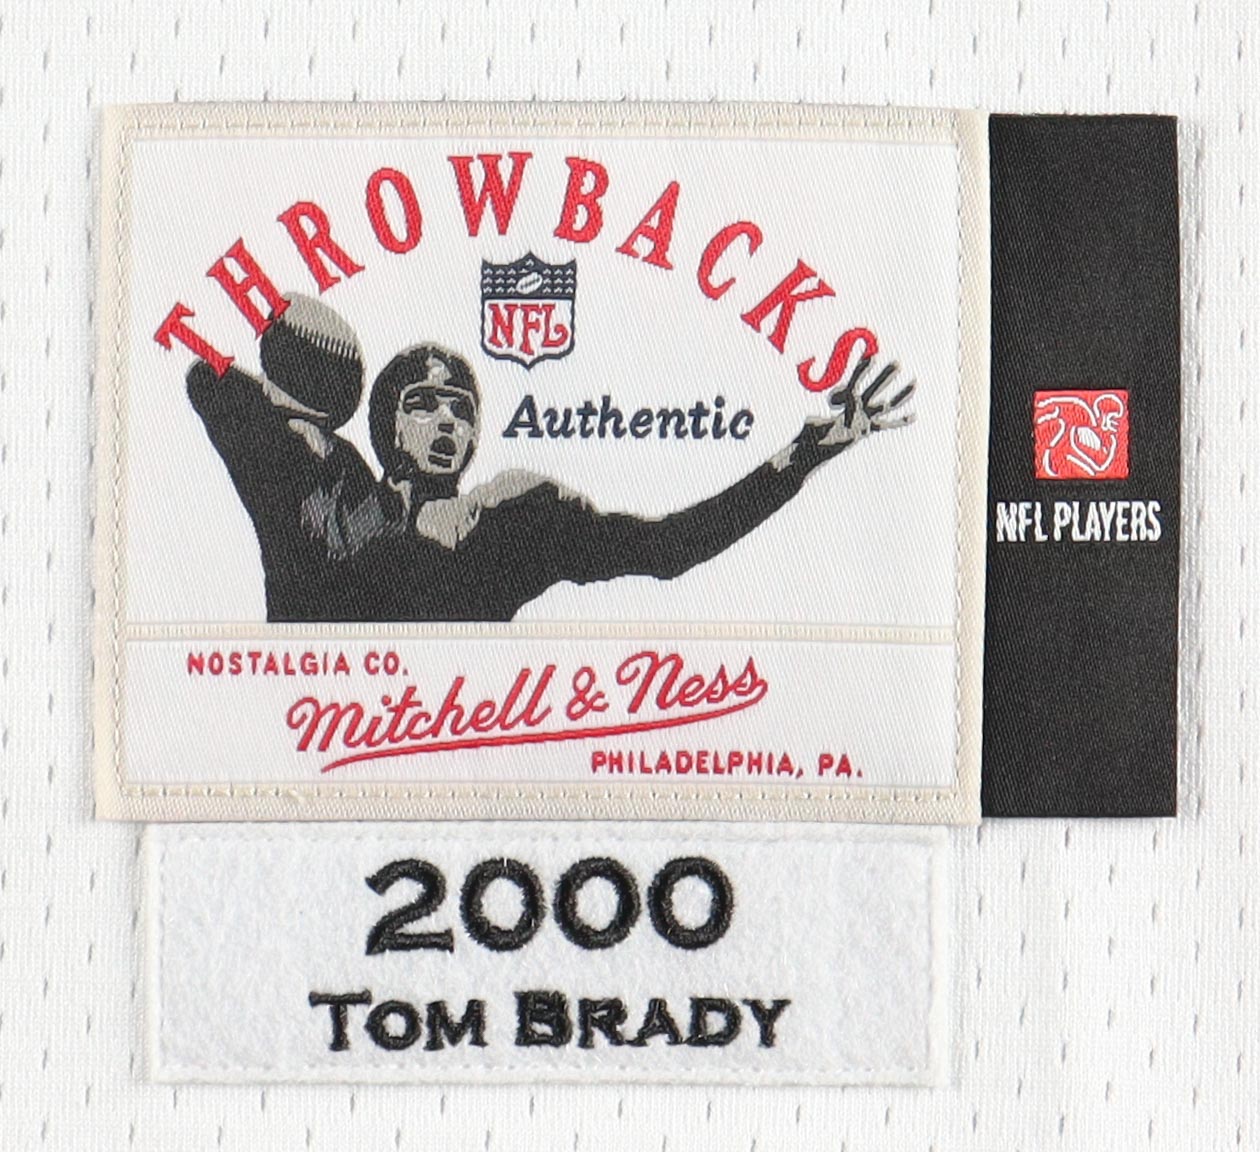 THROWBACKS
NFL
Authentic
NFL PLAYERS
NOSTALGIA CO.
Mitchell & Ness
PHILADELPHIA, PA.
2000
TOM BRADY